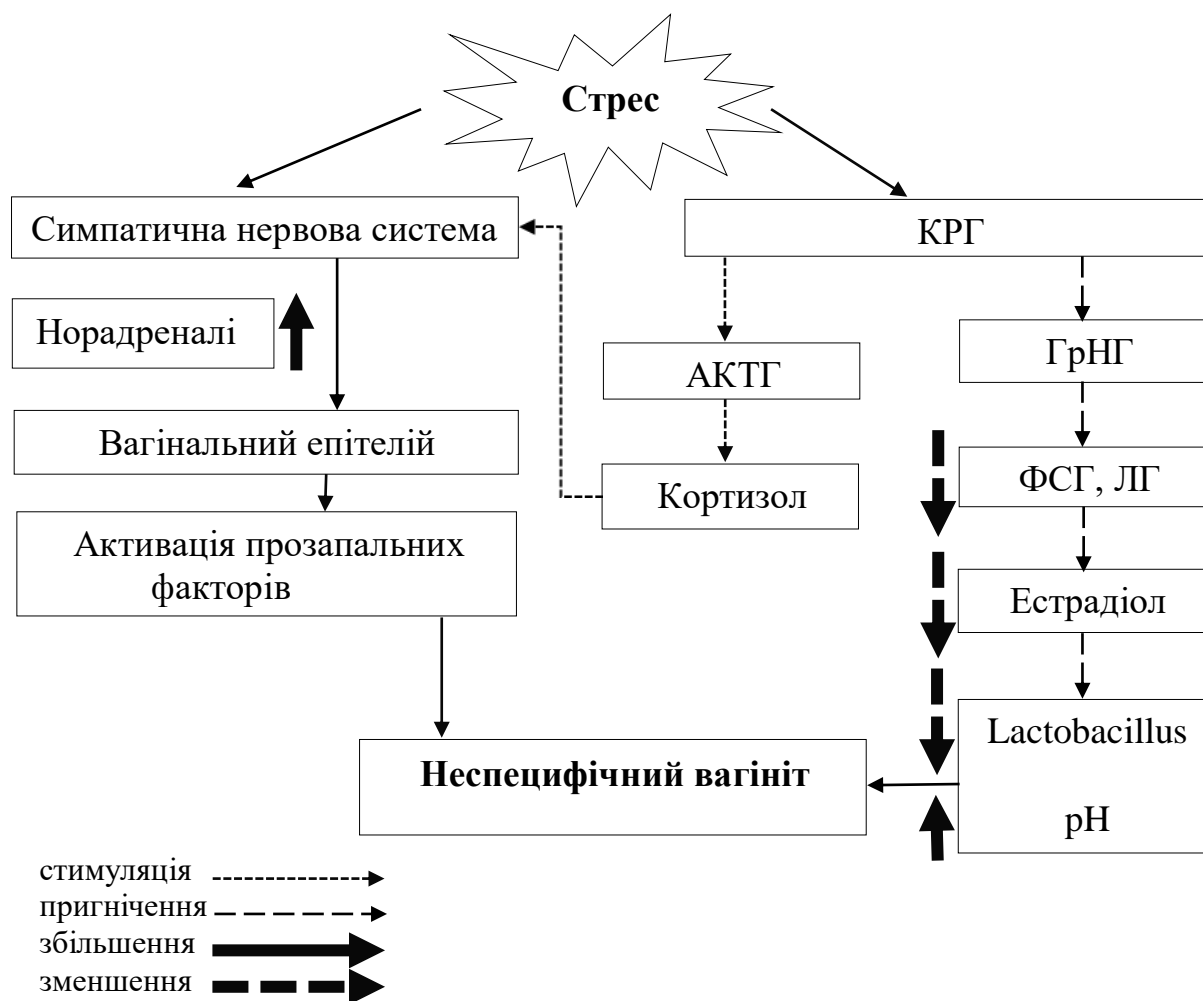 Стрес
Симпатична нервова система
КРГ
Норадреналі
ГрНГ
АКТГ
Вагінальний епітелій
ФСГ, ЛГ
Кортизол
Активація прозапальних
факторів
Естрадіол
Lactobacillus
pH
Неспецифічний вагініт
стимуляція
пригнічення
збільшення
зменшення